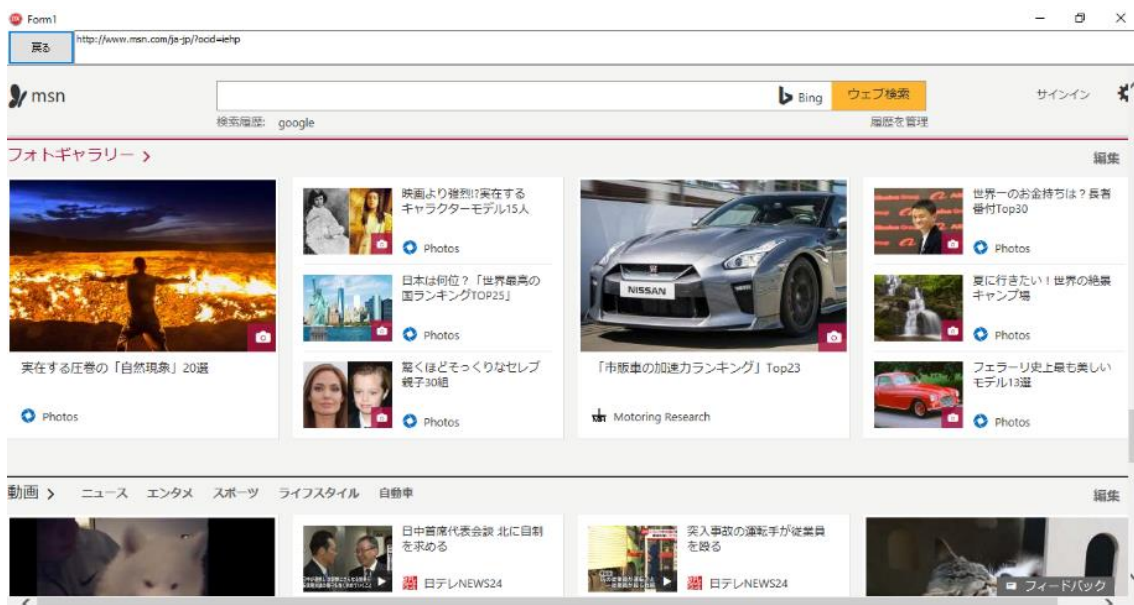 Form1
戻る
http://www.msn.com/ja-jp/?ocid=iehp
msn
Bing
ウェブ検索
サインイン
検索履歴: google
履歴を管理
フォトギャラリー
編集
実在する圧巻の「自然現象」20選
Photos
映画より強烈!?実在する
キャラクターモデル15人
Photos
日本は何位？「世界最高の
国ランキングTOP25」
Photos
驚くほどそっくりなセレブ
親子30組
Photos
NISSAN
「市販車の加速力ランキング」Top23
Motoring Research
世界一のお金持ちは？長者
番付Top30
Photos
夏に行きたい！世界の絶景
キャンプ場
Photos
フェラーリ史上最も美しい
モデル13選
Photos
動画
ニュース エンタメ スポーツ ライフスタイル 自動車
編集
日中首席代表会談 北に自制
を求める
日テレNEWS24
突入事故の運転手が従業員
を殴る
日テレNEWS24
フィードバック